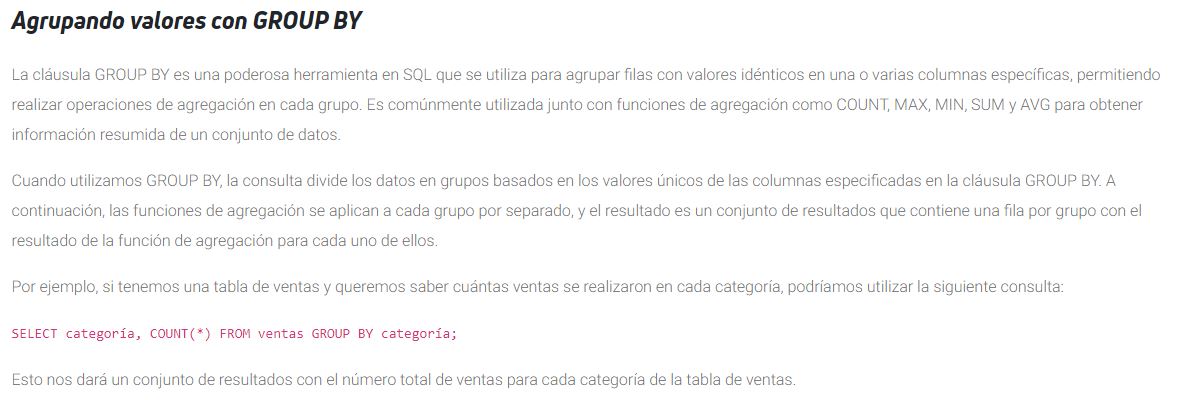 Agrupando valores con GROUP BY
La cláusula GROUP BY es una poderosa herramienta en SQL que se utiliza para agrupar filas con valores idénticos en una o varias columnas específicas, permitiendo
realizar operaciones de agregación en cada grupo. Es comúnmente utilizada junto con funciones de agregación como COUNT, MAX, MIN, SUM y AVG para obtener
información resumida de un conjunto de datos.
Cuando utilizamos GROUP BY, la consulta divide los datos en grupos basados en los valores únicos de las columnas especificadas en la cláusula GROUP BY. A
continuación, las funciones de agregación se aplican a cada grupo por separado, y el resultado es un conjunto de resultados que contiene una fila por grupo con el
resultado de la función de agregación para cada uno de ellos.
Por ejemplo, si tenemos una tabla de ventas y queremos saber cuántas ventas se realizaron en cada categoría, podríamos utilizar la siguiente consulta:
SELECT categoría, COUNT(*) FROM ventas GROUP BY categoría;
Esto nos dará un conjunto de resultados con el número total de ventas para cada categoría de la tabla de ventas.